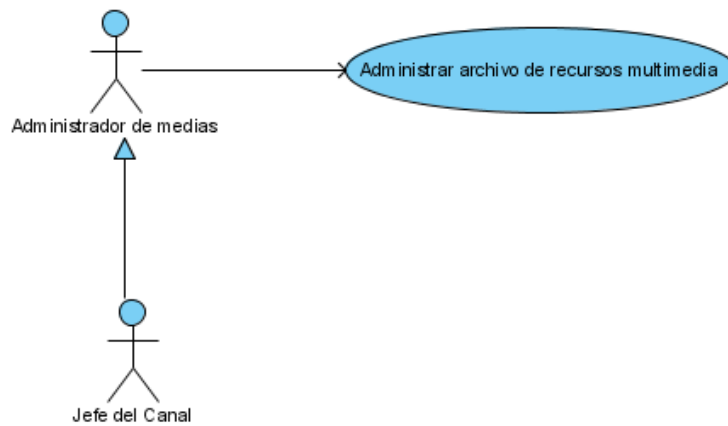 Administrar archivo de recursos multimedia
Administrador de medias
Jefe del Canal